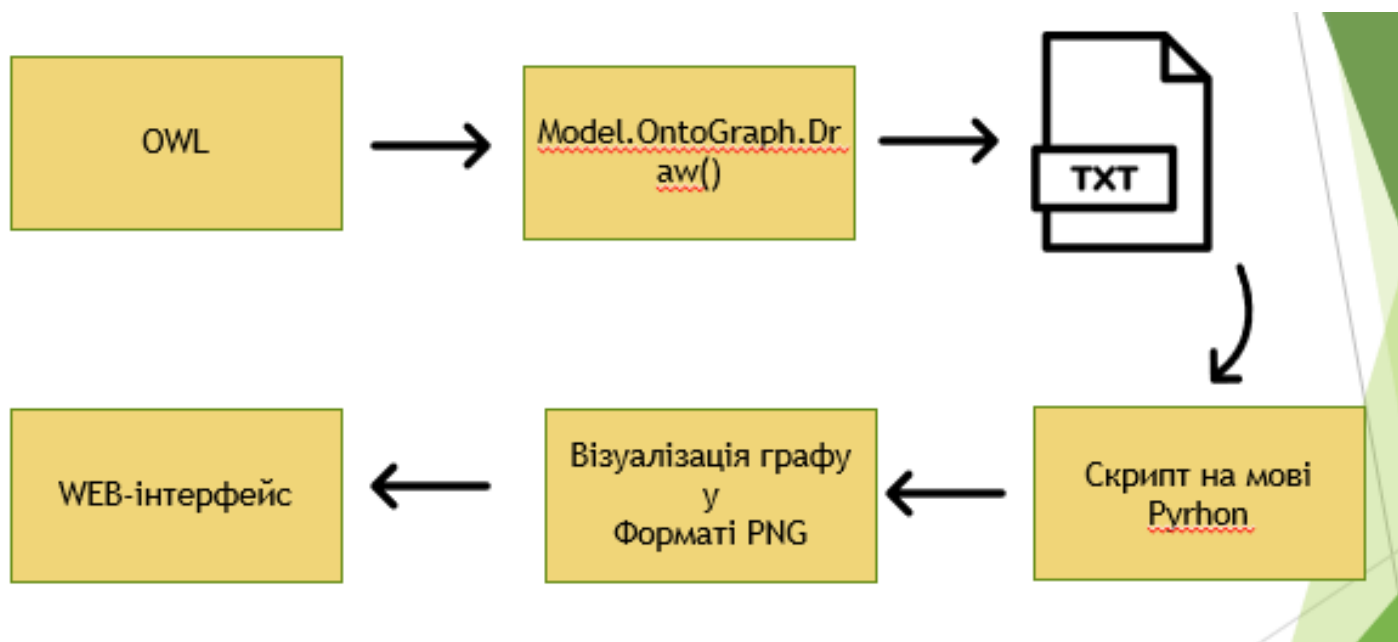 OWL
Model.OntoGraph.Dr
aw()
TXT
WEB-інтерфейс
Візуалізація графу
у
Форматі PNG
Скрипт на мові
Pyrhon